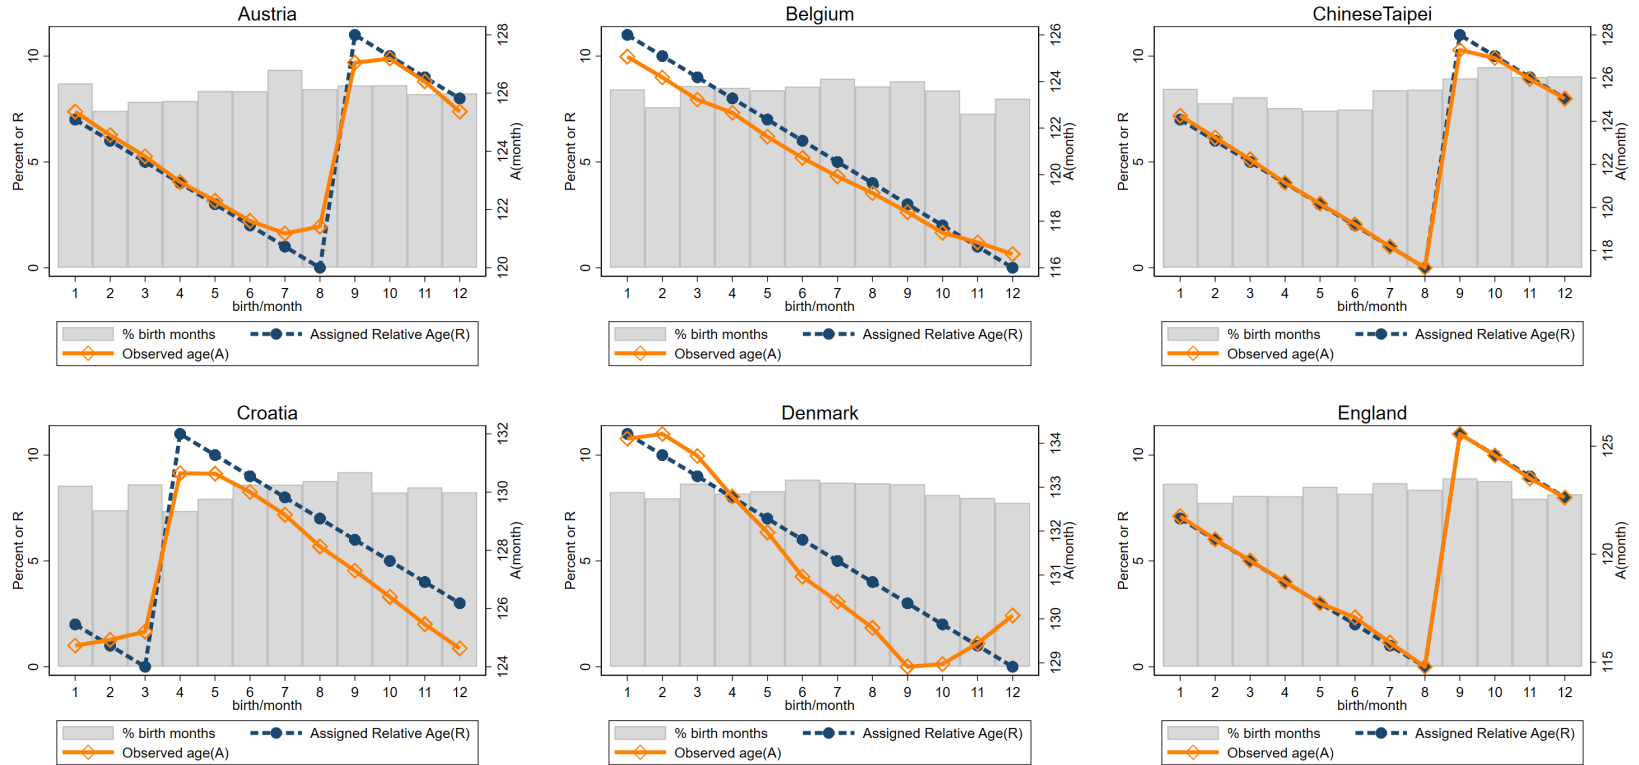 Austria
Percent or R
0
5
10
120
122
124
126
128
A(month)
1 2 3 4 5 6 7 8 9 10 11 12
birth/month
% birth months
Assigned Relative Age(R)
Observed age(A)
Belgium
Percent or R
0
5
10
116
118
120
122
124
126
A(month)
1 2 3 4 5 6 7 8 9 10 11 12
birth/month
% birth months
Assigned Relative Age(R)
Observed age(A)
ChineseTaipei
Percent or R
0
5
10
118
120
122
124
126
128
A(month)
1 2 3 4 5 6 7 8 9 10 11 12
birth/month
% birth months
Assigned Relative Age(R)
Observed age(A)
Croatia
Percent or R
0
5
10
124
126
128
130
132
A(month)
1 2 3 4 5 6 7 8 9 10 11 12
birth/month
% birth months
Assigned Relative Age(R)
Observed age(A)
Denmark
Percent or R
0
5
10
129
130
131
132
133
134
A(month)
1 2 3 4 5 6 7 8 9 10 11 12
birth/month
% birth months
Assigned Relative Age(R)
Observed age(A)
England
Percent or R
0
5
10
115
120
125
A(month)
1 2 3 4 5 6 7 8 9 10 11 12
birth/month
% birth months
Assigned Relative Age(R)
Observed age(A)